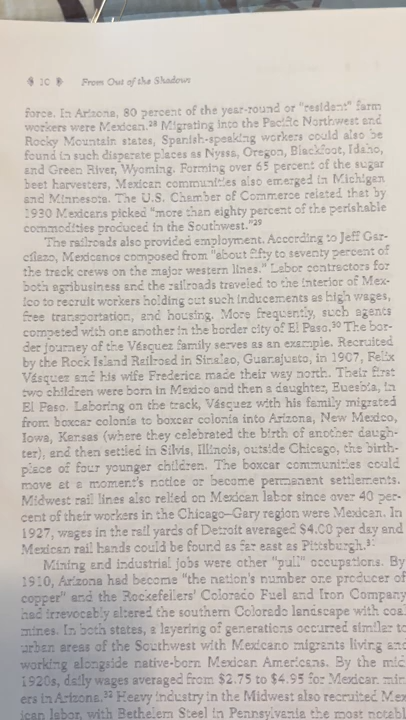 10 From Out of the Shadows
force. In Arizona, 80 percent of the year-round or "resident" farm
workers were Mexican.28 Migrating into the Pacific Northwest and
Rocky Mountain states, Spanish-speaking workers could also be
found in such disparate places as Nyssa, Oregon, Blackfoot, Idaho,
and Green River, Wyoming. Forming over 65 percent of the sugar
beet harvesters, Mexican communities also emerged in Michigan
and Minnesota. The U.S. Chamber of Commerce related that by
1930 Mexicans picked "more than eighty percent of the perishable
commodities produced in the Southwest."29
The railroads also provided employment. According to Jeff Gar-
cilazo, Mexicanos composed from "about fifty to seventy percent of
the track crews on the major western lines." Labor contractors for
both agribusiness and the railroads traveled to the interior of Mex-
ico to recruit workers holding out such inducements as high wages,
free transportation, and housing. More frequently, such agents
competed with one another in the border city of El Paso.30 The bor-
der journey of the Vásquez family serves as an example. Recruited
by the Rock Island Railroad in Sinaloa, Guanajuato, in 1907, Felix
Vásquez and his wife Frederica made their way north. Their first
two children were born in Mexico and then a daughter, Eusebia, in
El Paso. Laboring on the track, Vásquez with his family migrated
from boxcar colonia to boxcar colonia into Arizona, New Mexico,
Iowa, Kansas (where they celebrated the birth of another daugh-
ter), and then settled in Silvis, Illinois, outside Chicago, the birth-
place of four younger children. The boxcar communities could
move at a moment's notice or become permanent settlements.
Midwest rail lines also relied on Mexican labor since over 40 per-
cent of their workers in the Chicago-Gary region were Mexican. In
1927, wages in the rail yards of Detroit averaged $4.00 per day and
Mexican rail hands could be found as far east as Pittsburgh.
Mining and industrial jobs were other "pull" occupations. By
1910, Arizona had become "the nation's number one producer of
copper" and the Rockefellers' Colorado Fuel and Iron Company
had irrevocably altered the southern Colorado landscape with coal
mines. In both states, a layering of generations occurred similar to
urban areas of the Southwest with Mexicano migrants living and
working alongside native-born Mexican Americans. By the mid
1920s, daily wages averaged from $2.75 to $4.95 for Mexican min
ers in Arizona.32 Heavy industry in the Midwest also recruited Mex
ican labor, with Bethlehem Steel in Pennsylvania the most notabl